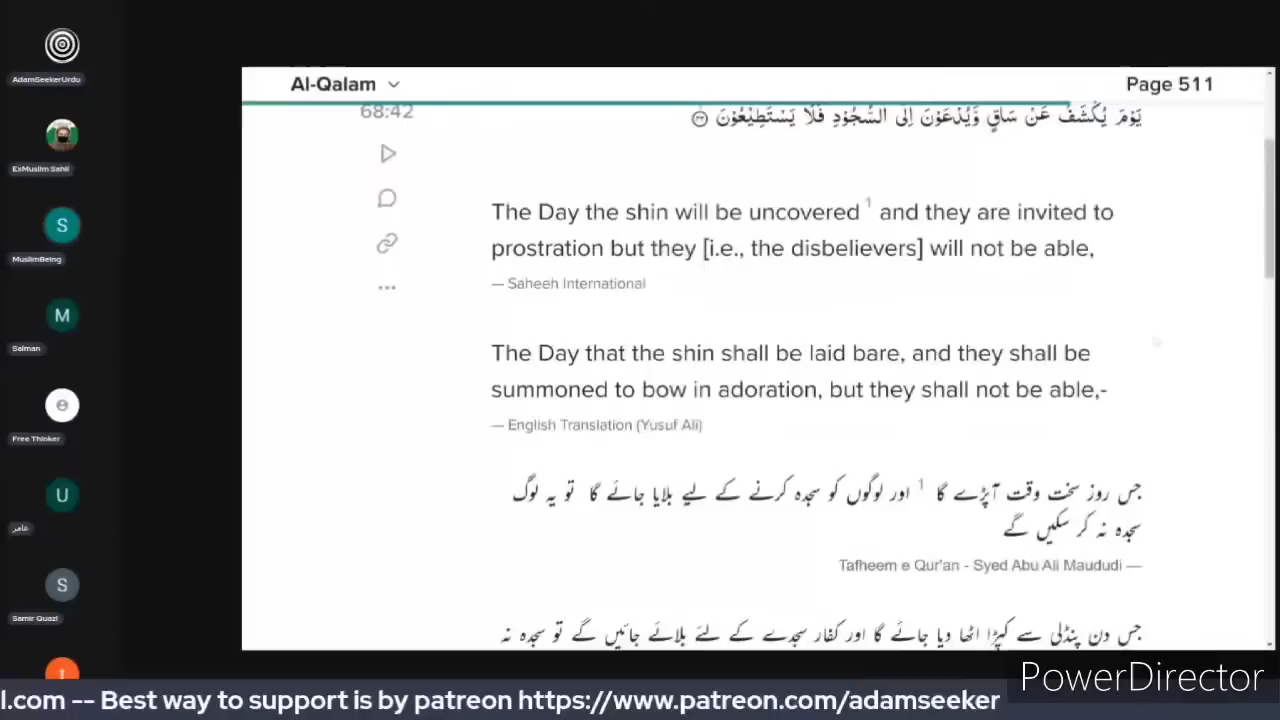 AdamSeekerUrdu
ExMuslim Sahil
S
MuslimBeing
M
Salman
Free Thinker
U
عامر
S
Samir Quazi
Al-Qalam
Page 511
68:42
يَوْمَ يُكْشَفُ عَنْ سَاقٍ وَّيُدْعَوْنَ اِلَى السُّجُوْدِ فَلَا يَسْتَطِيْعُوْنَ ۙ ۴۲
The Day the shin will be uncovered 1 and they are invited to
prostration but they [i.e., the disbelievers] will not be able,
— Saheeh International
The Day that the shin shall be laid bare, and they shall be
summoned to bow in adoration, but they shall not be able,-
— English Translation (Yusuf Ali)
جس روز سخت وقت آپڑے گا 1 اور لوگوں کو سجدہ کرنے کے لیے بلایا جائے گا تو یہ لوگ
سجدہ نہ کر سکیں گے
Tafheem e Qur'an - Syed Abu Ali Maududi —
جس دن پنڈلی سے کپڑا اٹھا دیا جائے گا اور کفار سجدے کے لئے بلائے جائیں گے تو سجدہ نہ
PowerDirector
l.com -- Best way to support is by patreon https://www.patreon.com/adamseeker